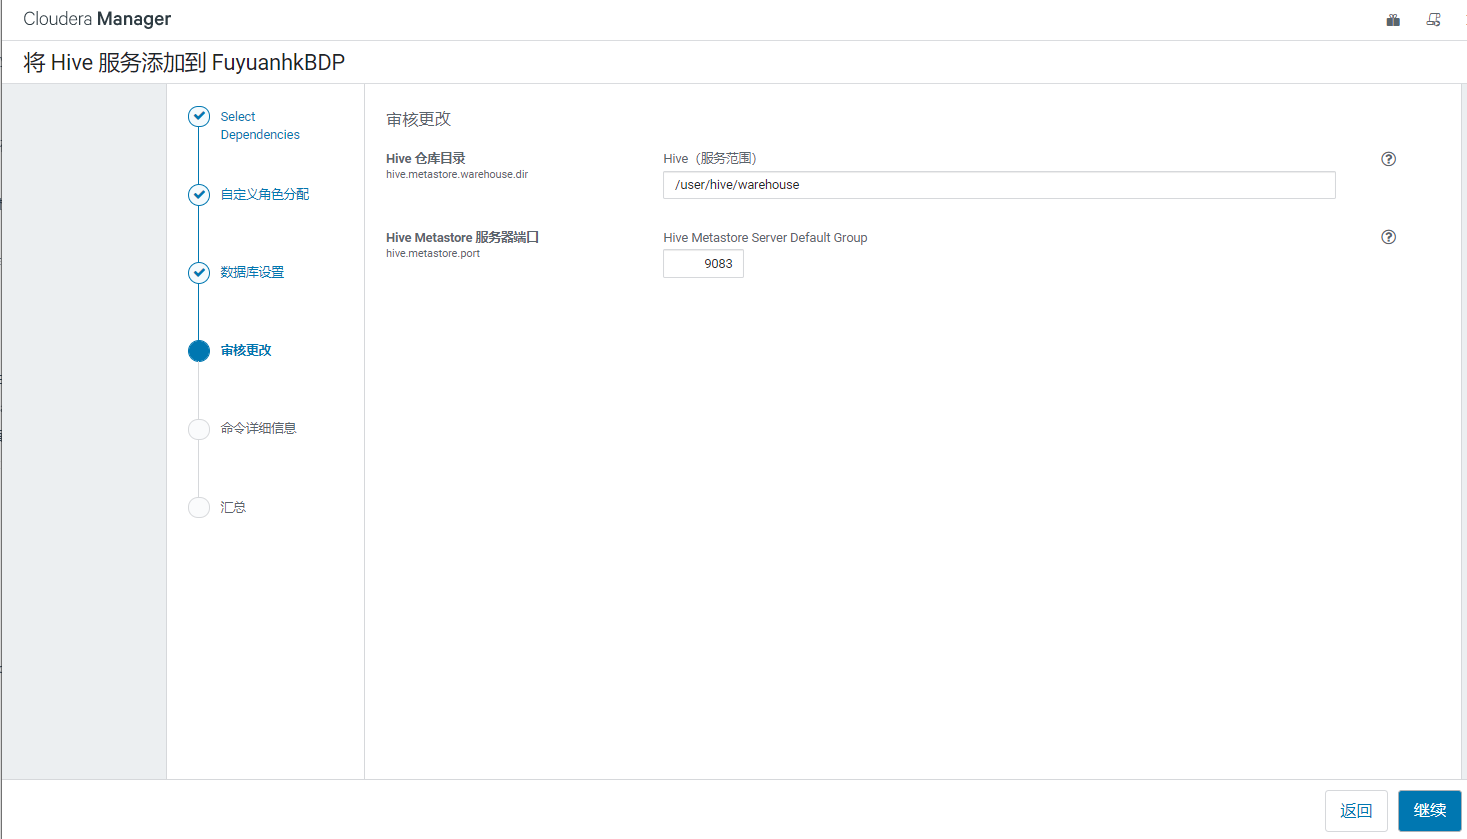 Cloudera Manager
将 Hive 服务添加到 FuyuanhkBDP
Select
Dependencies
自定义角色分配
数据库设置
审核更改
命令详细信息
汇总
审核更改
Hive 仓库目录
hive.metastore.warehouse.dir
Hive（服务范围）
/user/hive/warehouse
Hive Metastore 服务器端口
hive.metastore.port
Hive Metastore Server Default Group
9083
返回
继续